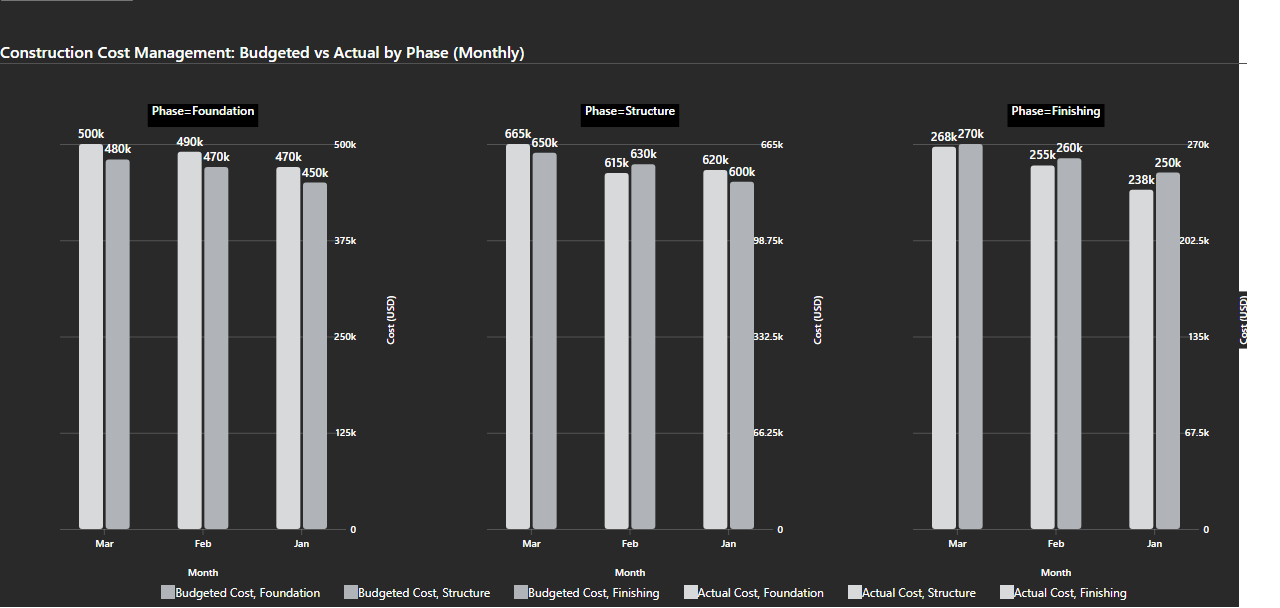 Construction Cost Management: Budgeted vs Actual by Phase (Monthly)
Phase=Foundation
500k
480k
490k
470k
470k
450k
500k
375k
250k
125k
0
Cost (USD)
Mar
Feb
Jan
Month
Phase=Structure
665k
650k
615k
630k
620k
600k
665k
98.75k
332.5k
66.25k
0
Cost (USD)
Mar
Feb
Jan
Month
Phase=Finishing
268k
270k
255k
260k
238k
250k
270k
202.5k
135k
67.5k
0
Cost (USD)
Mar
Feb
Jan
Month
Budgeted Cost, Foundation
Budgeted Cost, Structure
Budgeted Cost, Finishing
Actual Cost, Foundation
Actual Cost, Structure
Actual Cost, Finishing